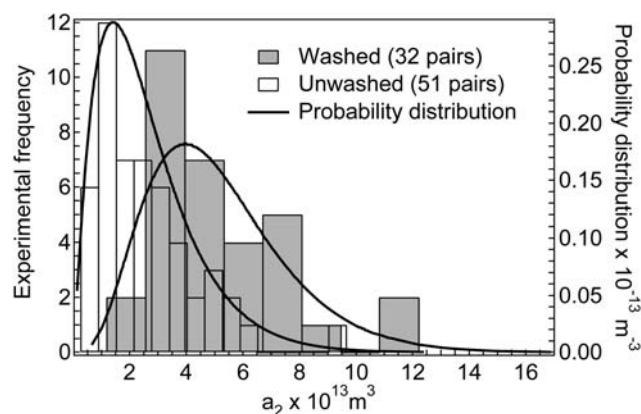 12
10
8
6
4
2
0
Experimental frequency
Washed (32 pairs)
Unwashed (51 pairs)
Probability distribution
0.25
0.20
0.15
0.10
0.05
0.00
Probability distribution x 10⁻¹³ m⁻³
2 4 6 8 10 12 14 16
a₂ x 10¹³m³